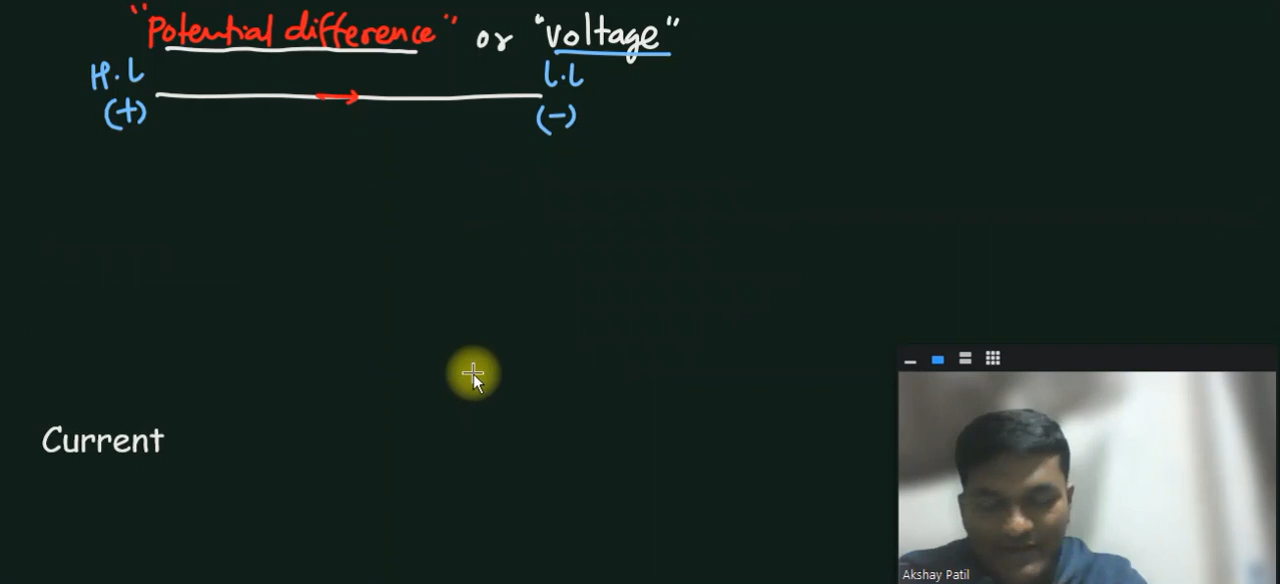 "Potential difference" or "voltage"
H.L L.L
(+) (-)
Current
Akshay Patil